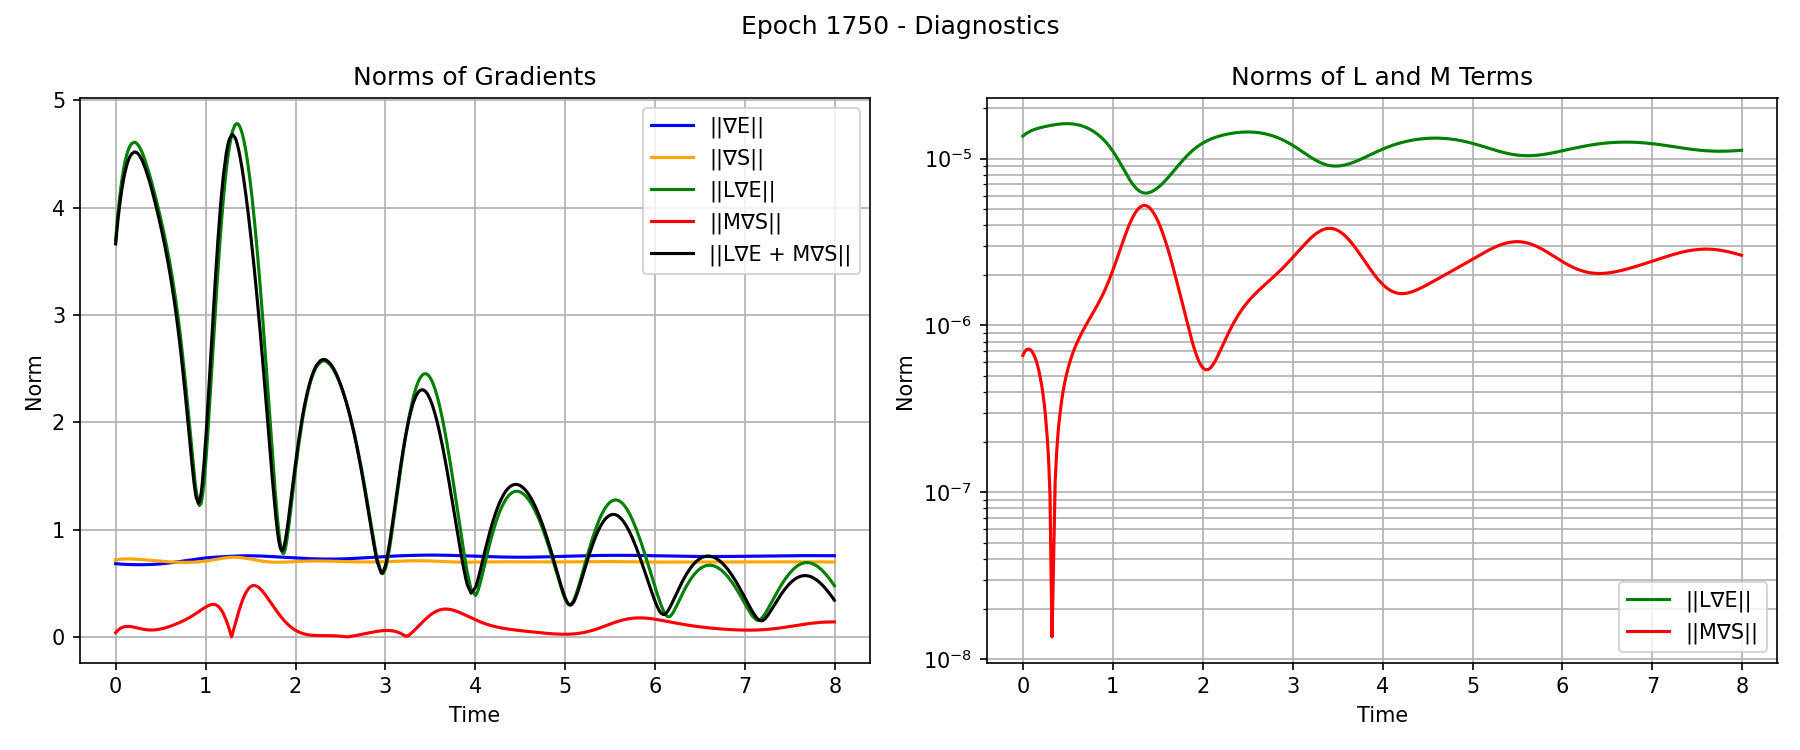 Epoch 1750 - Diagnostics
Norms of Gradients
5
4
3
2
1
0
Norm
0 1 2 3 4 5 6 7 8
Time
||∇E||
||∇S||
||L∇E||
||M∇S||
||L∇E + M∇S||
Norms of L and M Terms
10⁻⁵
10⁻⁶
10⁻⁷
10⁻⁸
Norm
0 1 2 3 4 5 6 7 8
Time
||L∇E||
||M∇S||